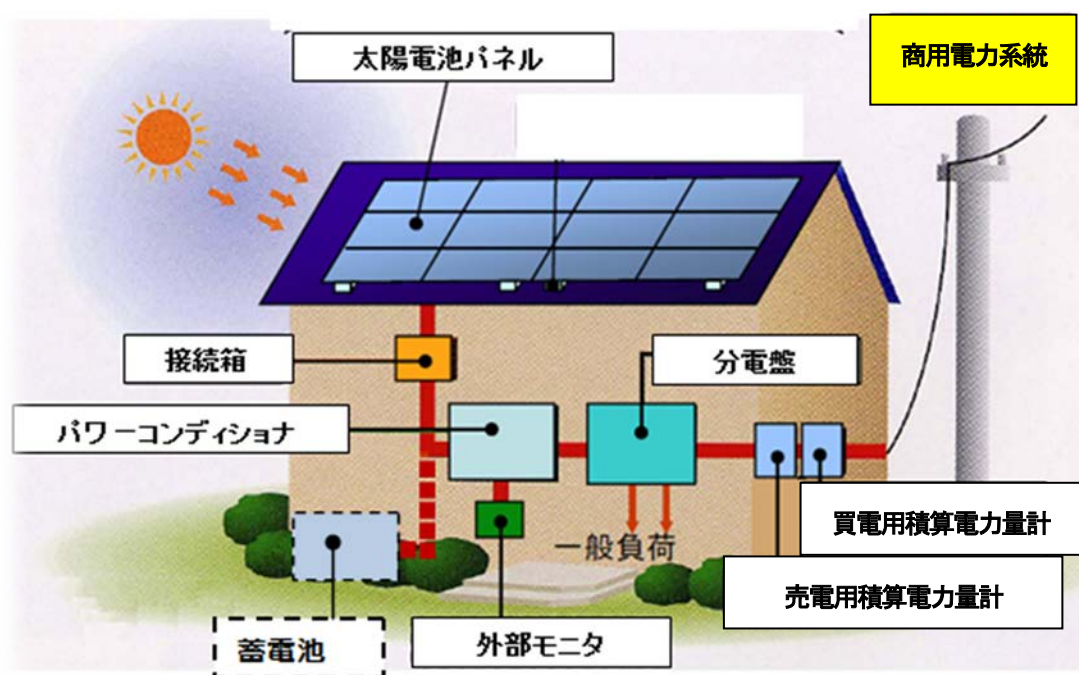 太陽電池パネル
商用電力系統
接続箱
分電盤
パワーコンディショナ
買電用積算電力量計
一般負荷
売電用積算電力量計
蓄電池
外部モニタ